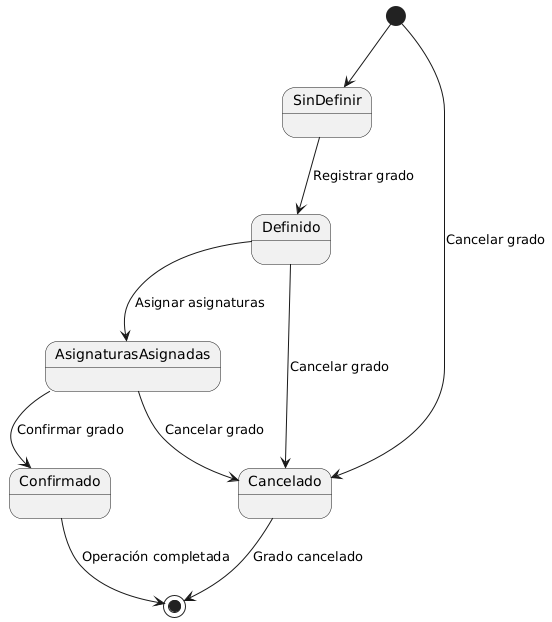 SinDefinir
Registrar grado
Definido
Cancelar grado
Asignar asignaturas
AsignaturasAsignadas
Cancelar grado
Confirmar grado
Cancelar grado
Confirmado
Cancelado
Operación completada
Grado cancelado